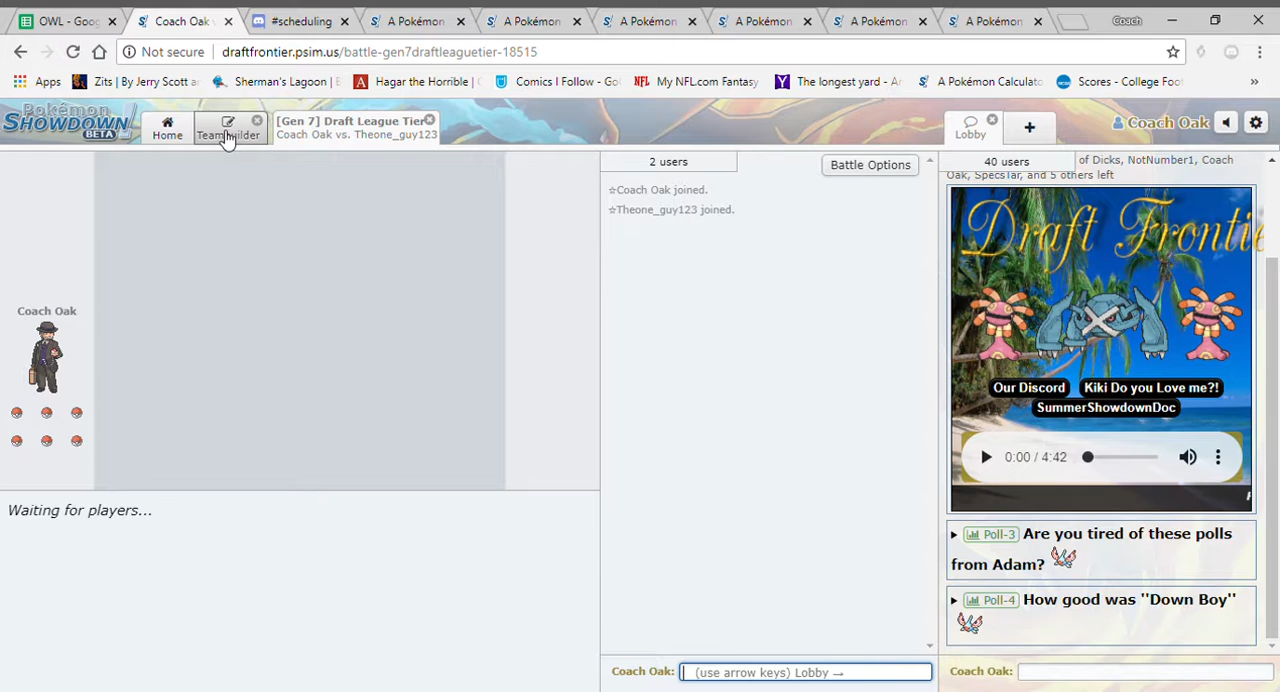 OWL - Goog
Coach Oak v
#scheduling
A Pokémon
A Pokémon
A Pokémon
A Pokémon
A Pokémon
A Pokémon
Coach
Not secure
draftfrontier.psim.us/battle-gen7draftleaguetier-18515
Apps
Zits | By Jerry Scott a
Sherman's Lagoon | B
Hagar the Horrible | C
Comics I Follow - Go
NFL My NFL.com Fantasy
The longest yard - A
A Pokémon Calculato
Scores - College Foot
»
Pokémon
SHOWDOWN!
BETA
Home
Teambuilder
[Gen 7] Draft League Tier
Coach Oak vs. Theone_guy123
Lobby
+
Coach Oak
2 users
Battle Options
☆Coach Oak joined.
☆Theone_guy123 joined.
Coach Oak
Waiting for players...
Coach Oak:
(use arrow keys) Lobby →
40 users
of Dicks, NotNumber1, Coach
Oak, SpecsTar, and 5 others left
Draft Frontie
Our Discord
Kiki Do you Love me?!
SummerShowdownDoc
0:00 / 4:42
Poll-3 Are you tired of these polls
from Adam?
Poll-4 How good was "Down Boy"
Coach Oak: